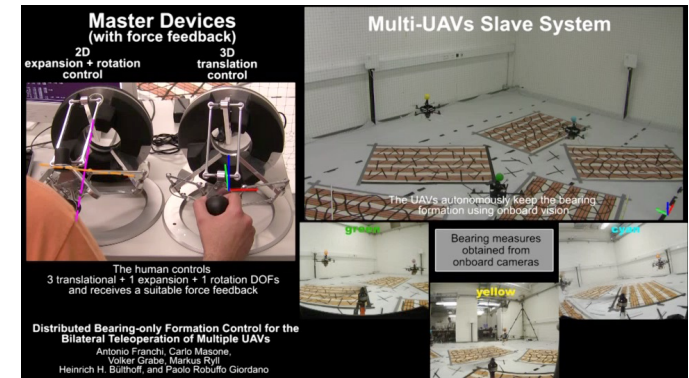 Master Devices
(with force feedback)
2D
expansion + rotation
control
3D
translation
control
The human controls
3 translational + 1 expansion + 1 rotation DOFs
and receives a suitable force feedback
Distributed Bearing-only Formation Control for the
Bilateral Teleoperation of Multiple UAVs
Antonio Franchi, Carlo Masone,
Volker Grabe, Markus Ryll
Heinrich H. Bülthoff, and Paolo Robuffo Giordano
Multi-UAVs Slave System
The UAVs autonomously keep the bearing
formation using onboard vision
green
Bearing measures
obtained from
onboard cameras
cyan
yellow